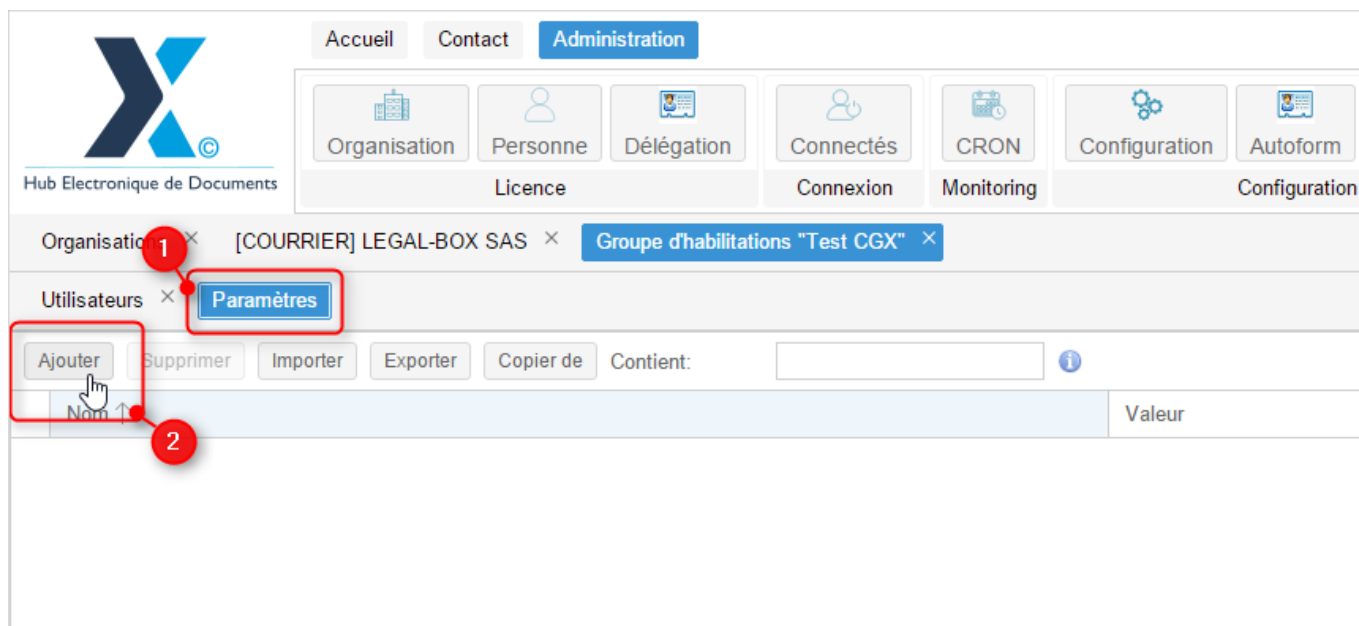 Accueil Contact Administration
©
Hub Electronique de Documents
Organisation Personne Délégation Connectés CRON Configuration Autoform
Licence Connexion Monitoring Configuration
Organisations × [COURRIER] LEGAL-BOX SAS × Groupe d'habilitations "Test CGX" ×
1
Utilisateurs × Paramètres
Ajouter Supprimer Importer Exporter Copier de Contient:
Nom ↑ Valeur
2